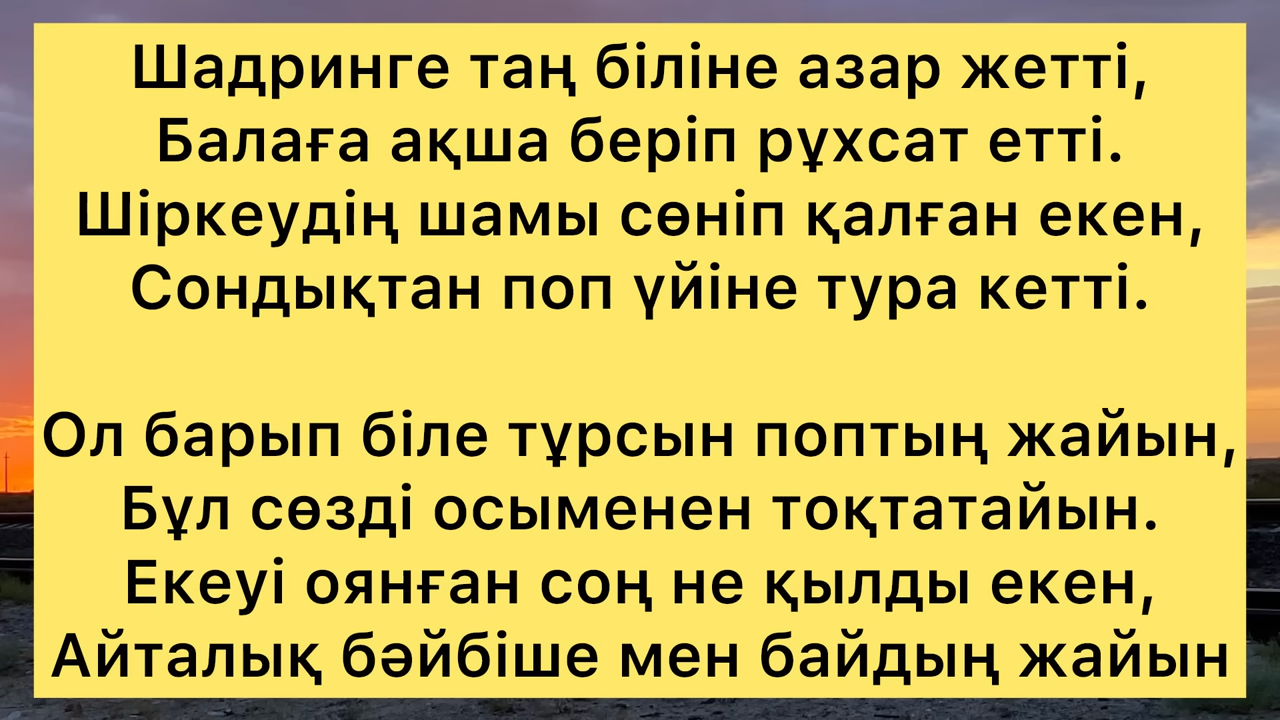 Шадринге таң біліне азар жетті,
Балаға ақша беріп рұхсат етті.
Шіркеудің шамы сөніп қалған екен,
Сондықтан поп үйіне тура кетті.
Ол барып біле тұрсын поптың жайын,
Бұл сөзді осыменен тоқтатайын.
Екеуі оянған соң не қылды екен,
Айталық бәйбіше мен байдың жайын